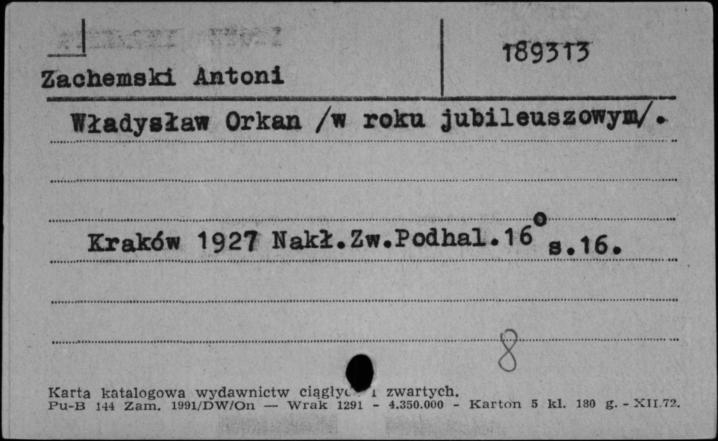 189313
Zachemski Antoni
Władysław Orkan /w roku jubileuszowym/.
Kraków 1927 Nakł.Zw.Podhal.16° s.16.
8
Karta katalogowa wydawnictw i zwartych.
Pu-B 144 Zam. 1991/DW/On — Wrak 1291 - 4.350.000 - Karton 5 kl. 180 g. - XII.72.